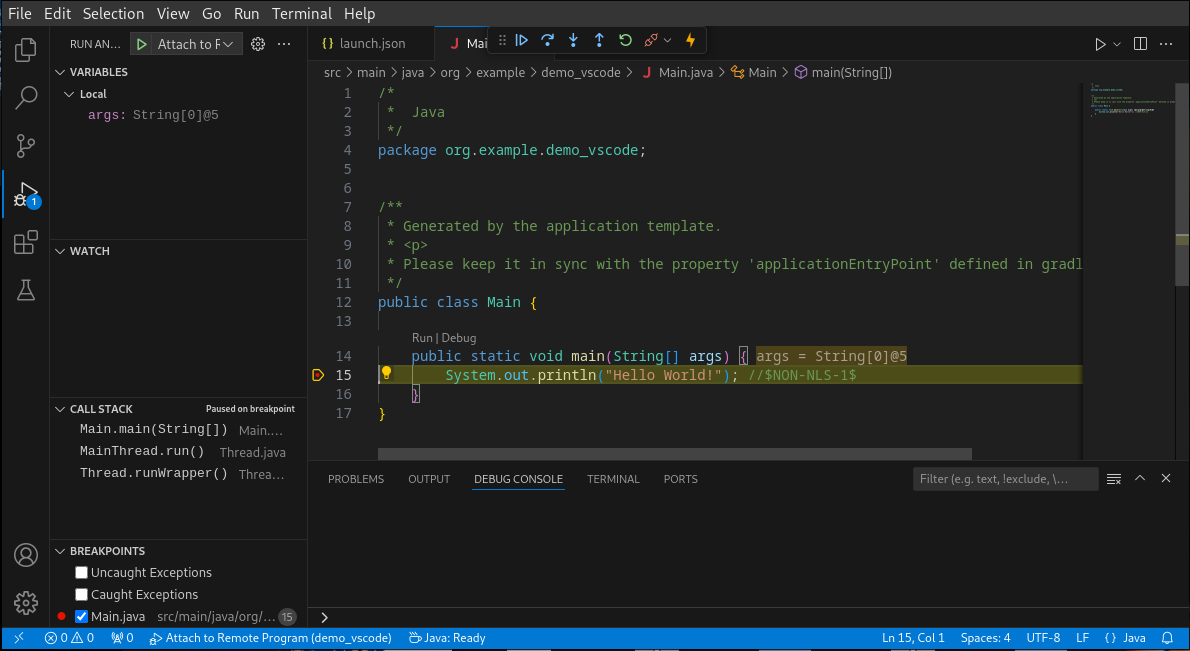 File Edit Selection View Go Run Terminal Help
RUN AN... Attach to F
launch.json
Mai
VARIABLES
Local
args: String[0]@5
WATCH
CALL STACK Paused on breakpoint
Main.main(String[]) Main....
MainThread.run() Thread.java
Thread.runWrapper() Threa...
BREAKPOINTS
Uncaught Exceptions
Caught Exceptions
Main.java src/main/java/org/... 15
1
src > main > java > org > example > demo_vscode > J Main.java > Main > main(String[])
1 /*
2 * Java
3 */
4 package org.example.demo_vscode;
5
6
7 /**
8 * Generated by the application template.
9 * <p>
10 * Please keep it in sync with the property 'applicationEntryPoint' defined in gradl
11 */
12 public class Main {
13
Run | Debug
14 public static void main(String[] args) { args = String[0]@5
15 System.out.println("Hello World!"); //$NON-NLS-1$
16 }
17 }
PROBLEMS OUTPUT DEBUG CONSOLE TERMINAL PORTS Filter (e.g. text, !exclude, \...
>
0 0 0 Attach to Remote Program (demo_vscode) Java: Ready Ln 15, Col 1 Spaces: 4 UTF-8 LF {} Java